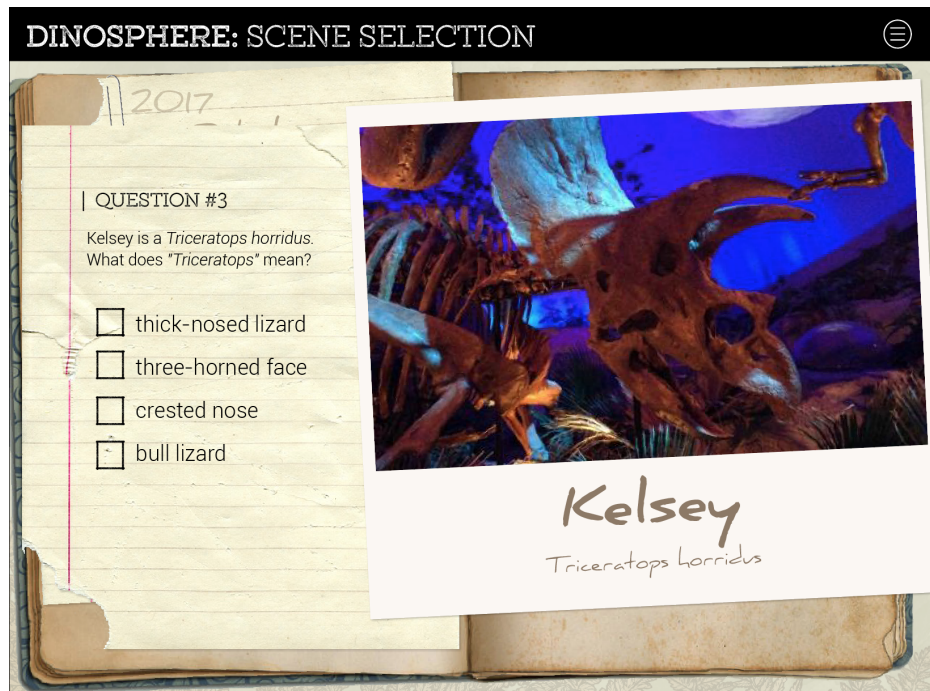 DINOSPHERE: SCENE SELECTION
2017
QUESTION #3
Kelsey is a Triceratops horridus.
What does "Triceratops" mean?
thick-nosed lizard
three-horned face
crested nose
bull lizard
Kelsey
Triceratops horridus